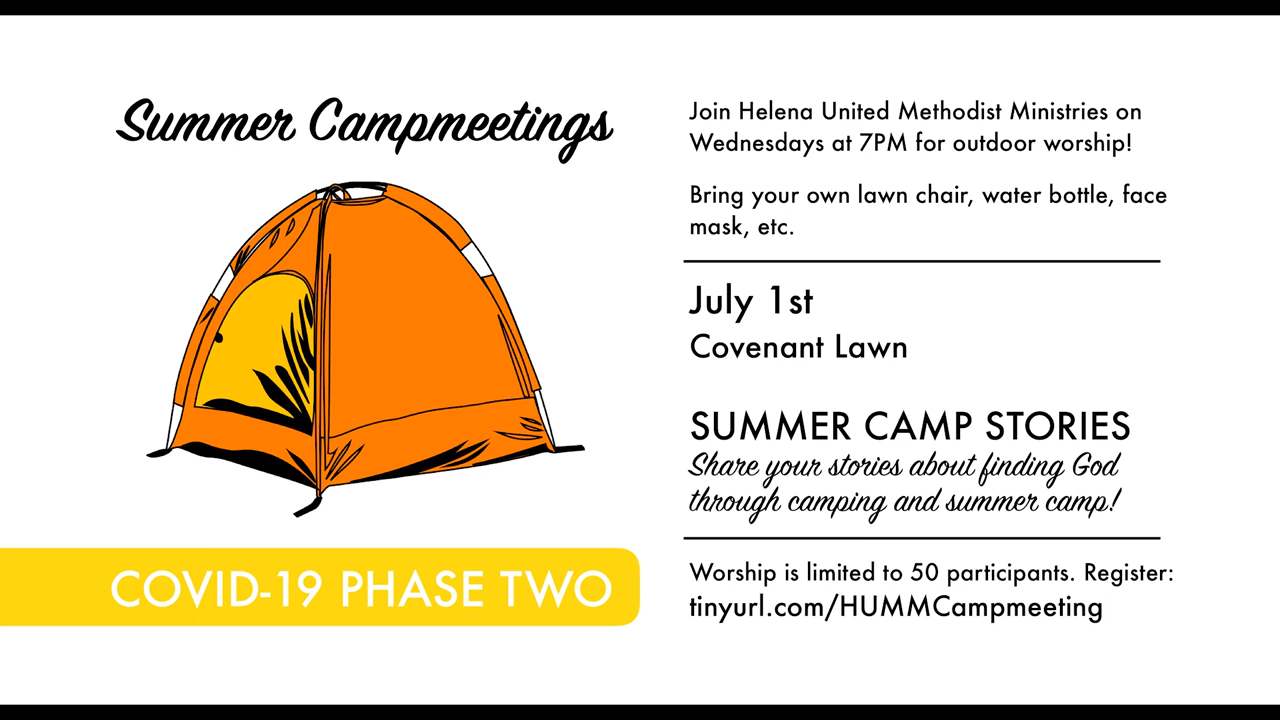 Summer Campmeetings
COVID-19 PHASE TWO
Join Helena United Methodist Ministries on
Wednesdays at 7PM for outdoor worship!
Bring your own lawn chair, water bottle, face
mask, etc.
July 1st
Covenant Lawn
SUMMER CAMP STORIES
Share your stories about finding God
through camping and summer camp!
Worship is limited to 50 participants. Register:
tinyurl.com/HUMMCampmeeting